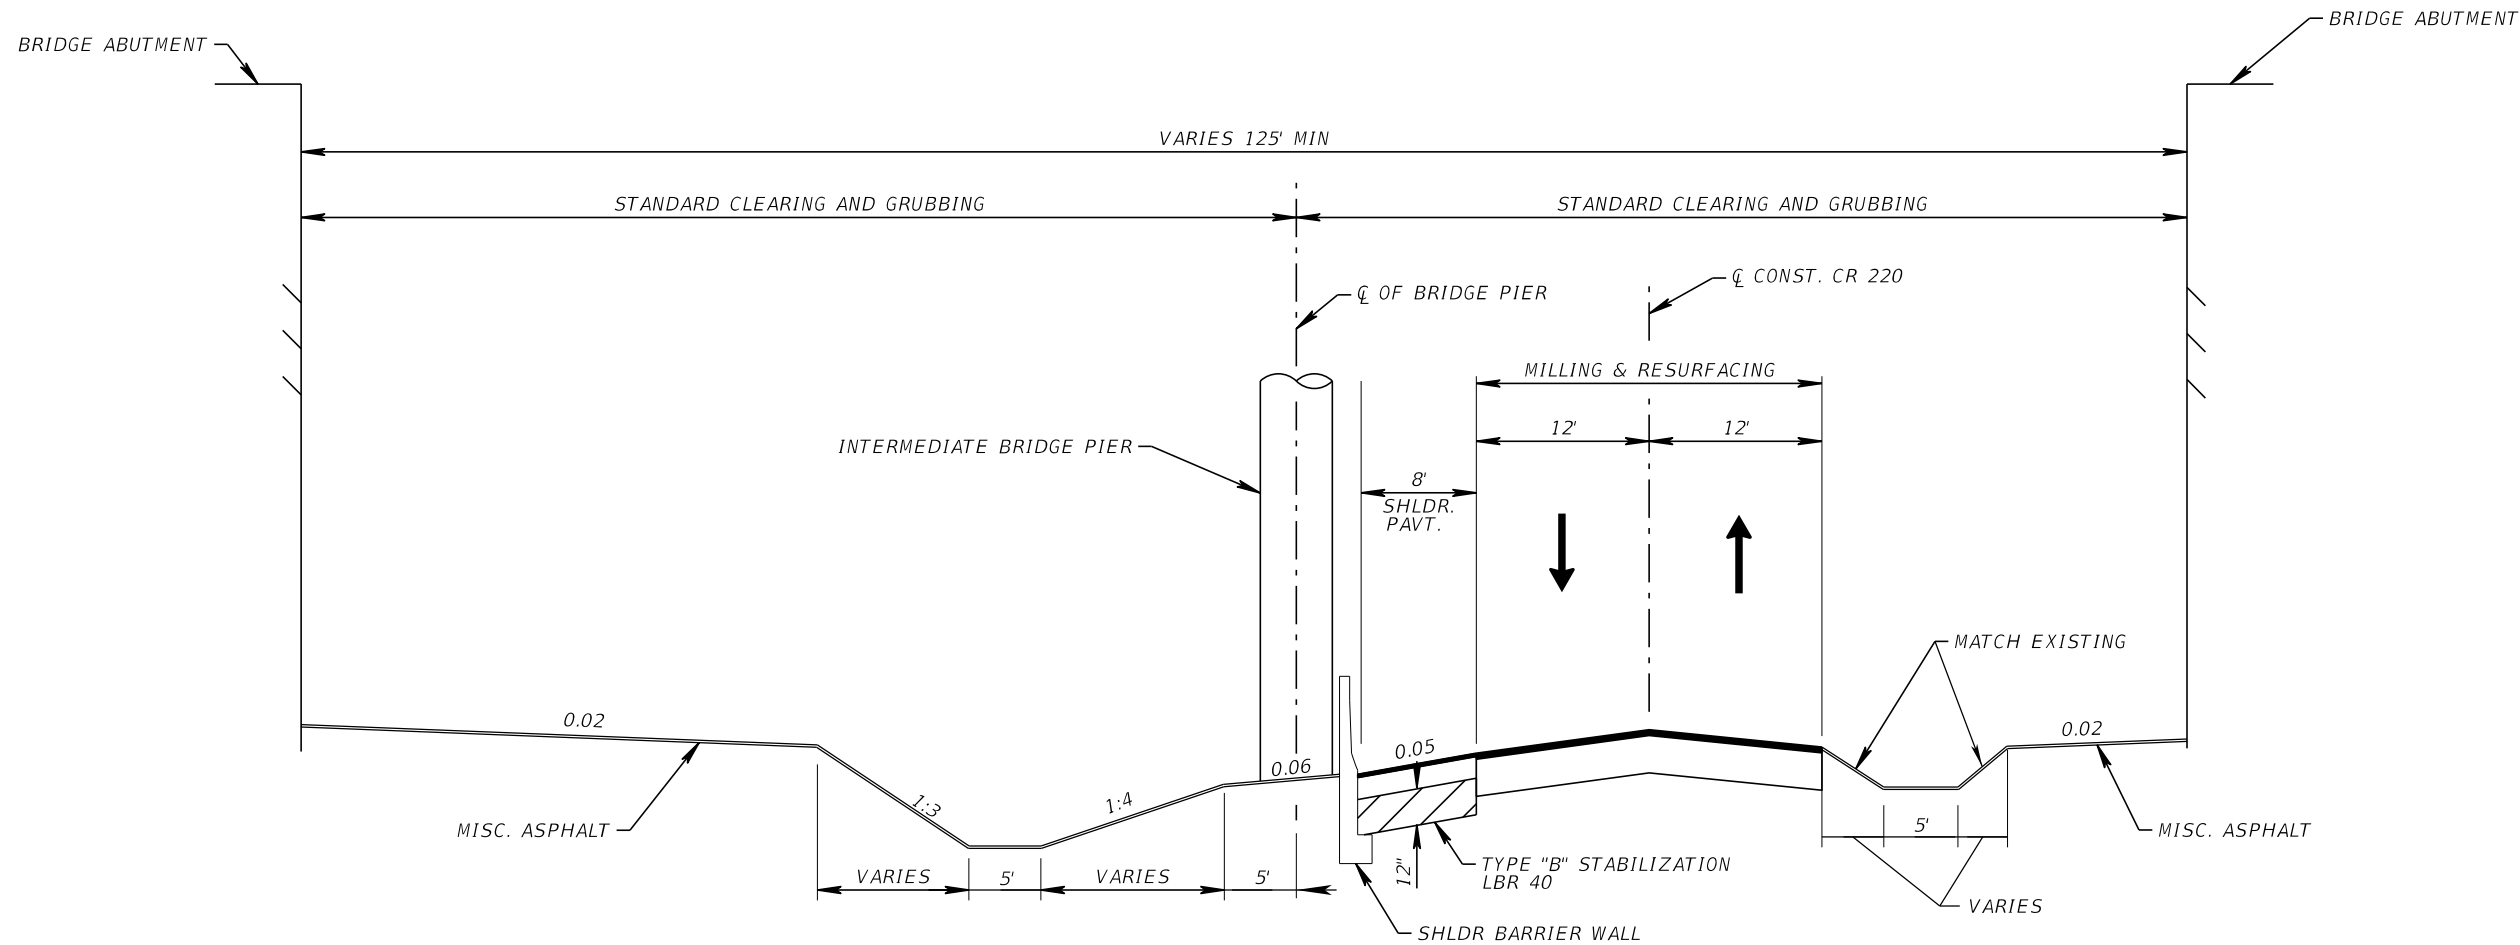 BRIDGE ABUTMENT
BRIDGE ABUTMENT
VARIES 125' MIN
STANDARD CLEARING AND GRUBBING
STANDARD CLEARING AND GRUBBING
℄ OF BRIDGE PIER
℄ CONST. CR 220
MILLING & RESURFACING
12'
12'
INTERMEDIATE BRIDGE PIER
8'
SHLDR.
PAVT.
MATCH EXISTING
0.02
0.06
0.05
0.02
1:3
1:4
MISC. ASPHALT
MISC. ASPHALT
VARIES
5'
VARIES
5'
12"
TYPE "B" STABILIZATION
LBR 40
5'
VARIES
SHLDR BARRIER WALL